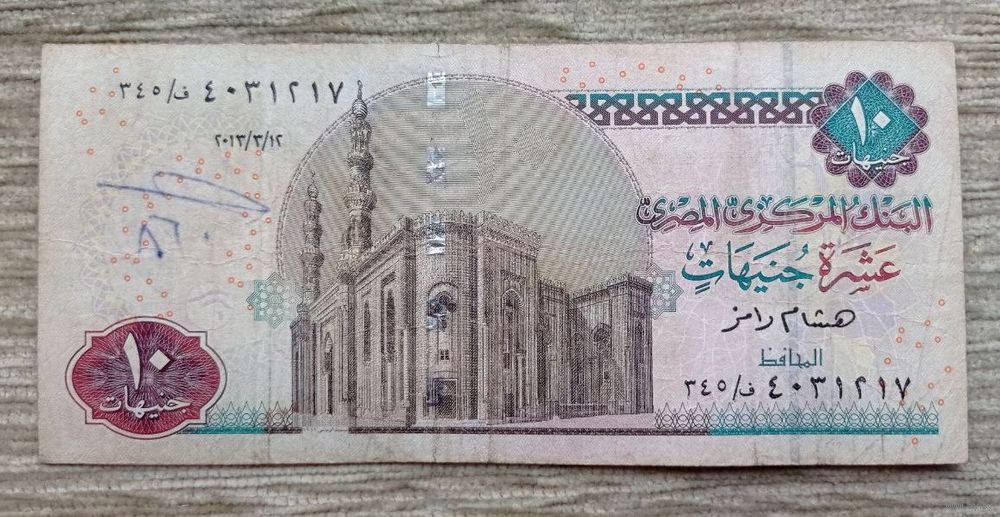 ٣٤٥/ف ٤٠٣١٢١٧
٢٠١٣/٣/١٢
١٠
جنيهات
البنك المركزى المصرى
عشرة جنيهات
هشام رامز
المحافظ
٣٤٥/ف ٤٠٣١٢١٧
١٠
جنيهات